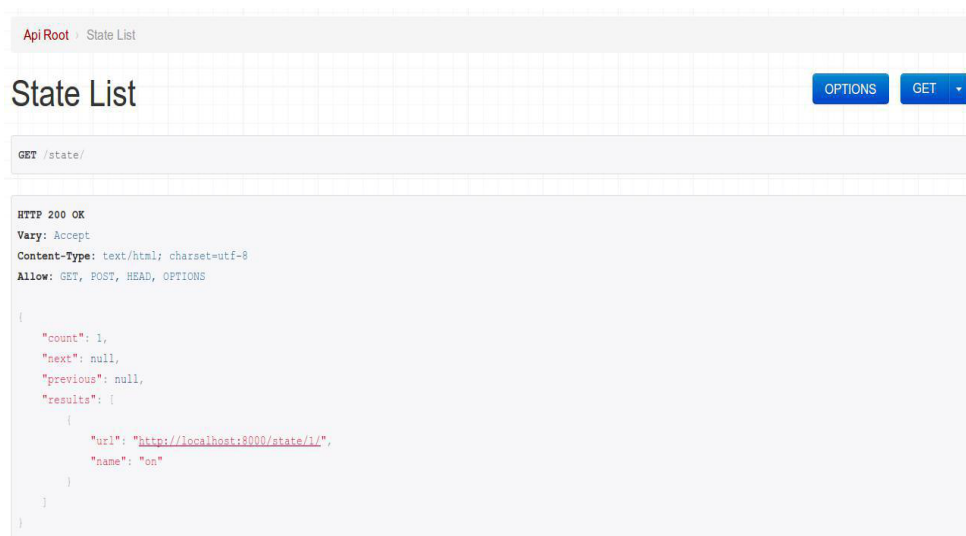 Api Root › State List
State List
OPTIONS
GET
GET /state/
HTTP 200 OK
Vary: Accept
Content-Type: text/html; charset=utf-8
Allow: GET, POST, HEAD, OPTIONS
{
"count": 1,
"next": null,
"previous": null,
"results": [
{
"url": "http://localhost:8000/state/1/",
"name": "on"
}
]
}